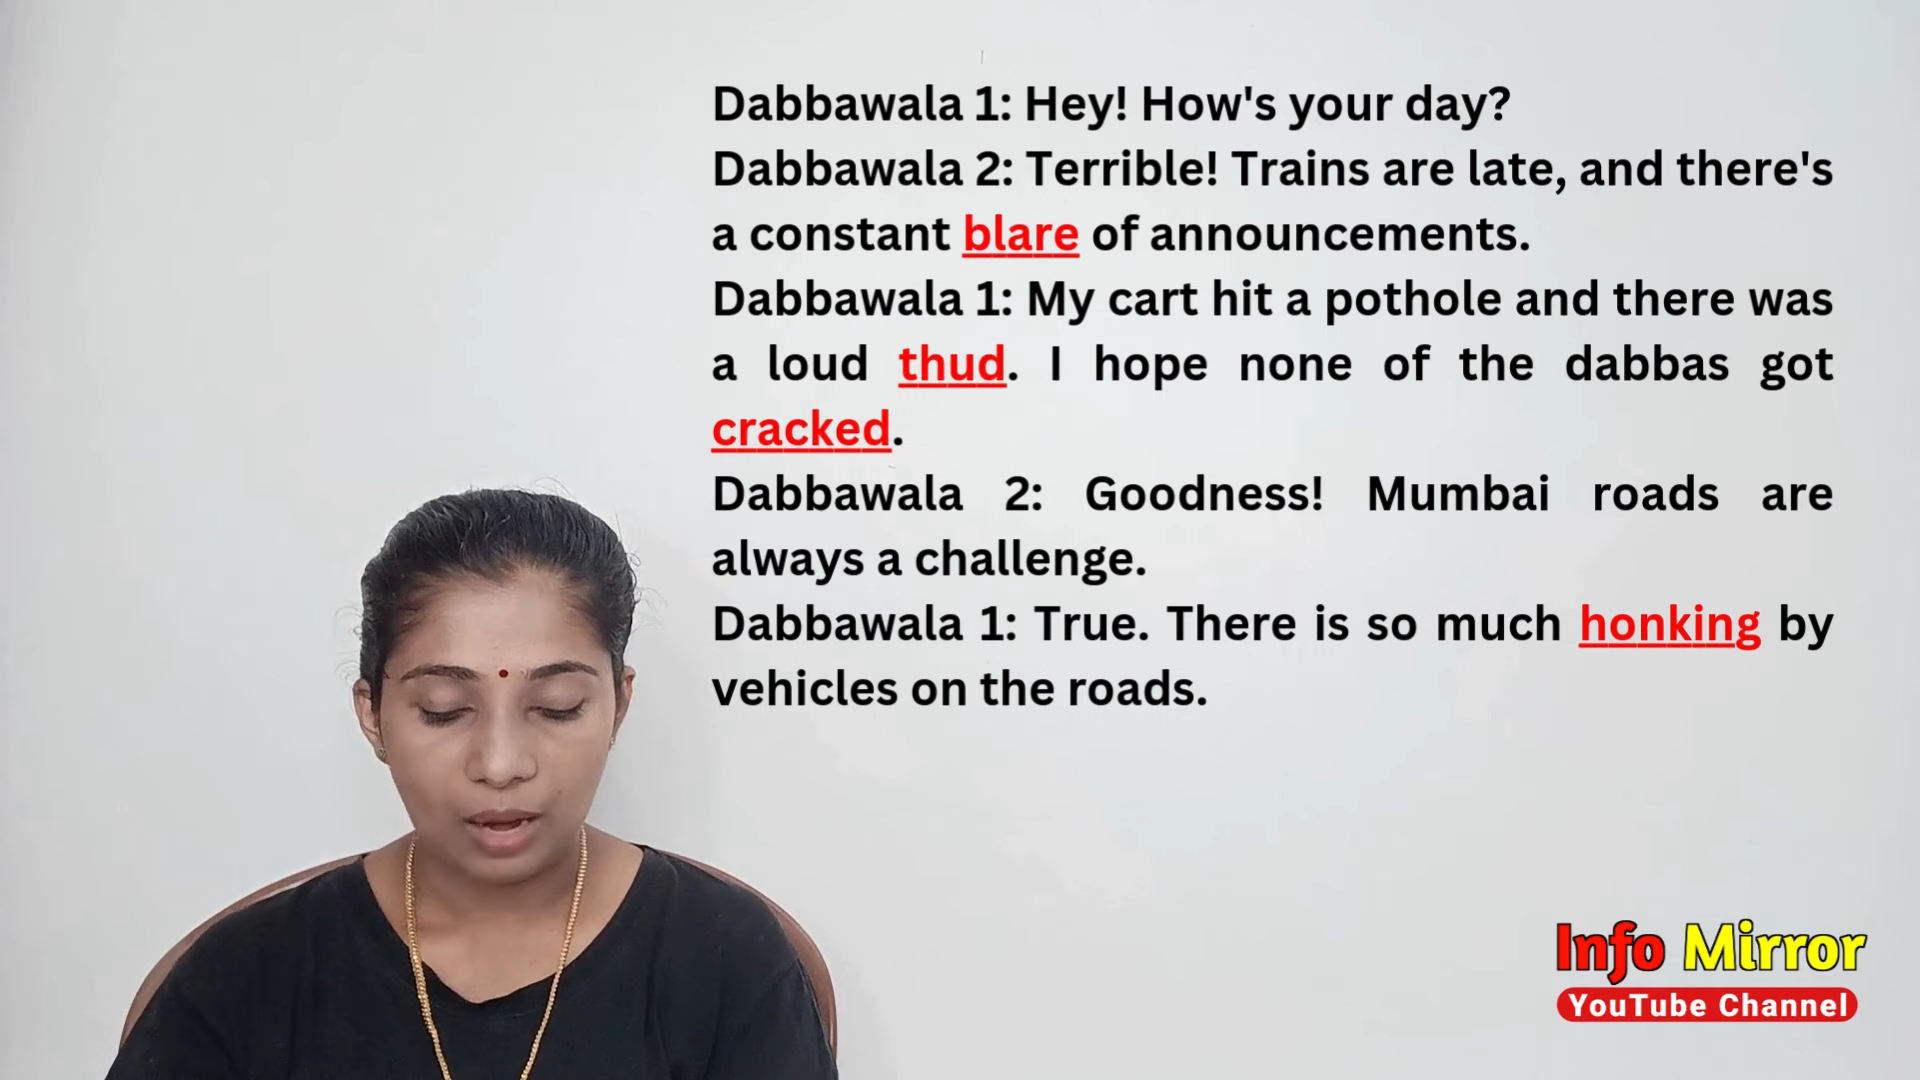 Dabbawala 1: Hey! How's your day?
Dabbawala 2: Terrible! Trains are late, and there's
a constant blare of announcements.
Dabbawala 1: My cart hit a pothole and there was
a loud thud. I hope none of the dabbas got
cracked.
Dabbawala 2: Goodness! Mumbai roads are
always a challenge.
Dabbawala 1: True. There is so much honking by
vehicles on the roads.
Info Mirror
YouTube Channel